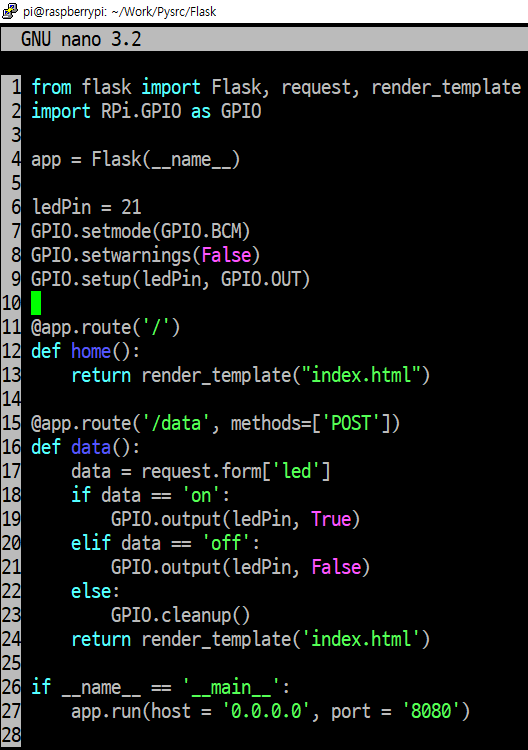 pi@raspberrypi: ~/Work/Pysrc/Flask
GNU nano 3.2
1 from flask import Flask, request, render_template
2 import RPi.GPIO as GPIO
3
4 app = Flask(__name__)
5
6 ledPin = 21
7 GPIO.setmode(GPIO.BCM)
8 GPIO.setwarnings(False)
9 GPIO.setup(ledPin, GPIO.OUT)
10
11 @app.route('/')
12 def home():
13     return render_template("index.html")
14
15 @app.route('/data', methods=['POST'])
16 def data():
17     data = request.form['led']
18     if data == 'on':
19         GPIO.output(ledPin, True)
20     elif data == 'off':
21         GPIO.output(ledPin, False)
22     else:
23         GPIO.cleanup()
24     return render_template('index.html')
25
26 if __name__ == '__main__':
27     app.run(host = '0.0.0.0', port = '8080')
28